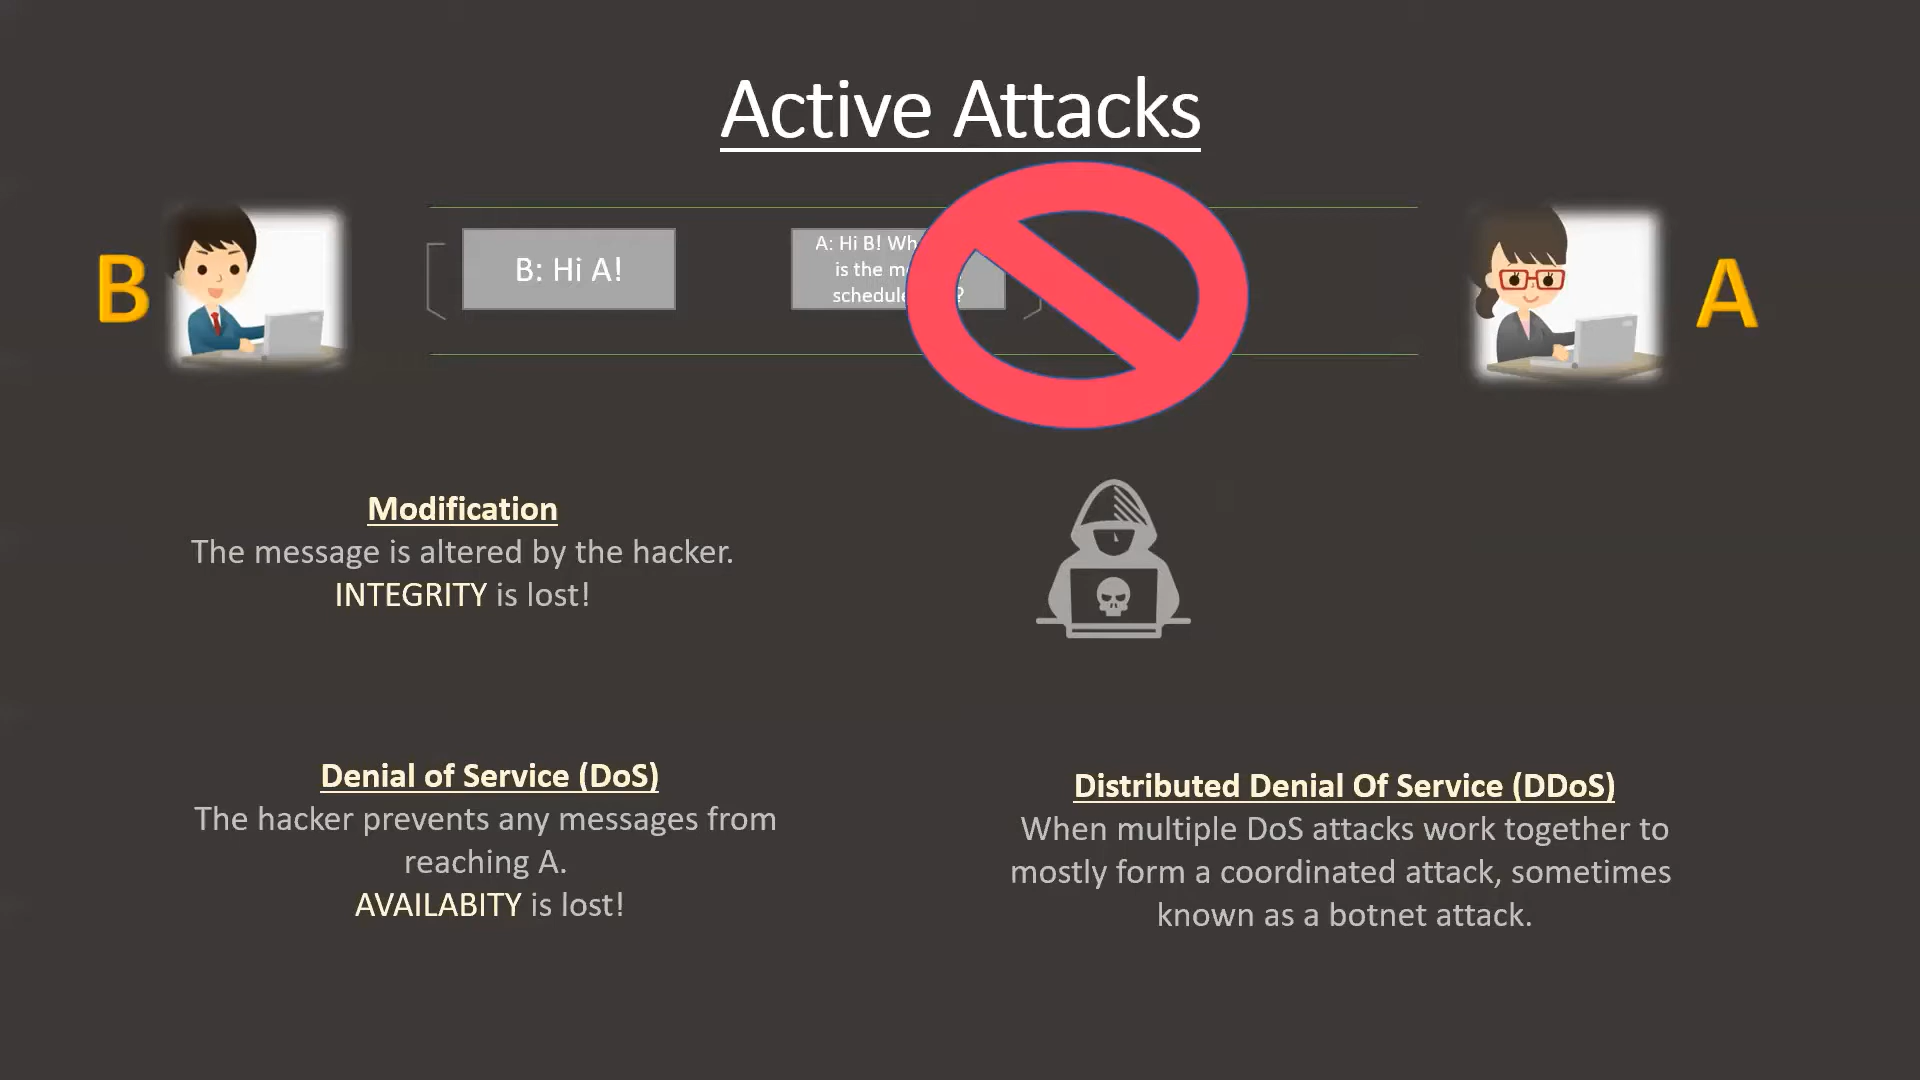 Active Attacks
B
B: Hi A!
A: Hi B!
is the
schedule ?
A
Modification
The message is altered by the hacker.
INTEGRITY is lost!
Denial of Service (DoS)
The hacker prevents any messages from
reaching A.
AVAILABITY is lost!
Distributed Denial Of Service (DDoS)
When multiple DoS attacks work together to
mostly form a coordinated attack, sometimes
known as a botnet attack.